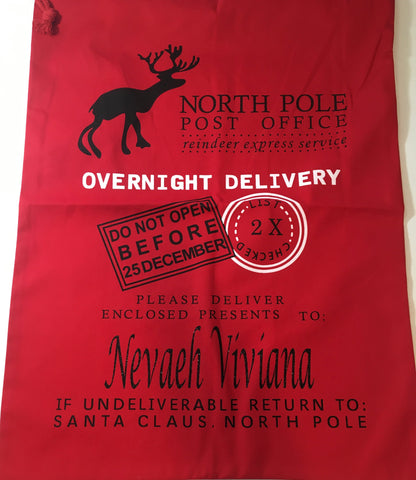 NORTH POLE
POST OFFICE
reindeer express service
OVERNIGHT DELIVERY
DO NOT OPEN
BEFORE
25 DECEMBER
LIST
2 X
CHECKED
PLEASE DELIVER
ENCLOSED PRESENTS TO:
Nevaeh Viviana
IF UNDELIVERABLE RETURN TO:
SANTA CLAUS, NORTH POLE